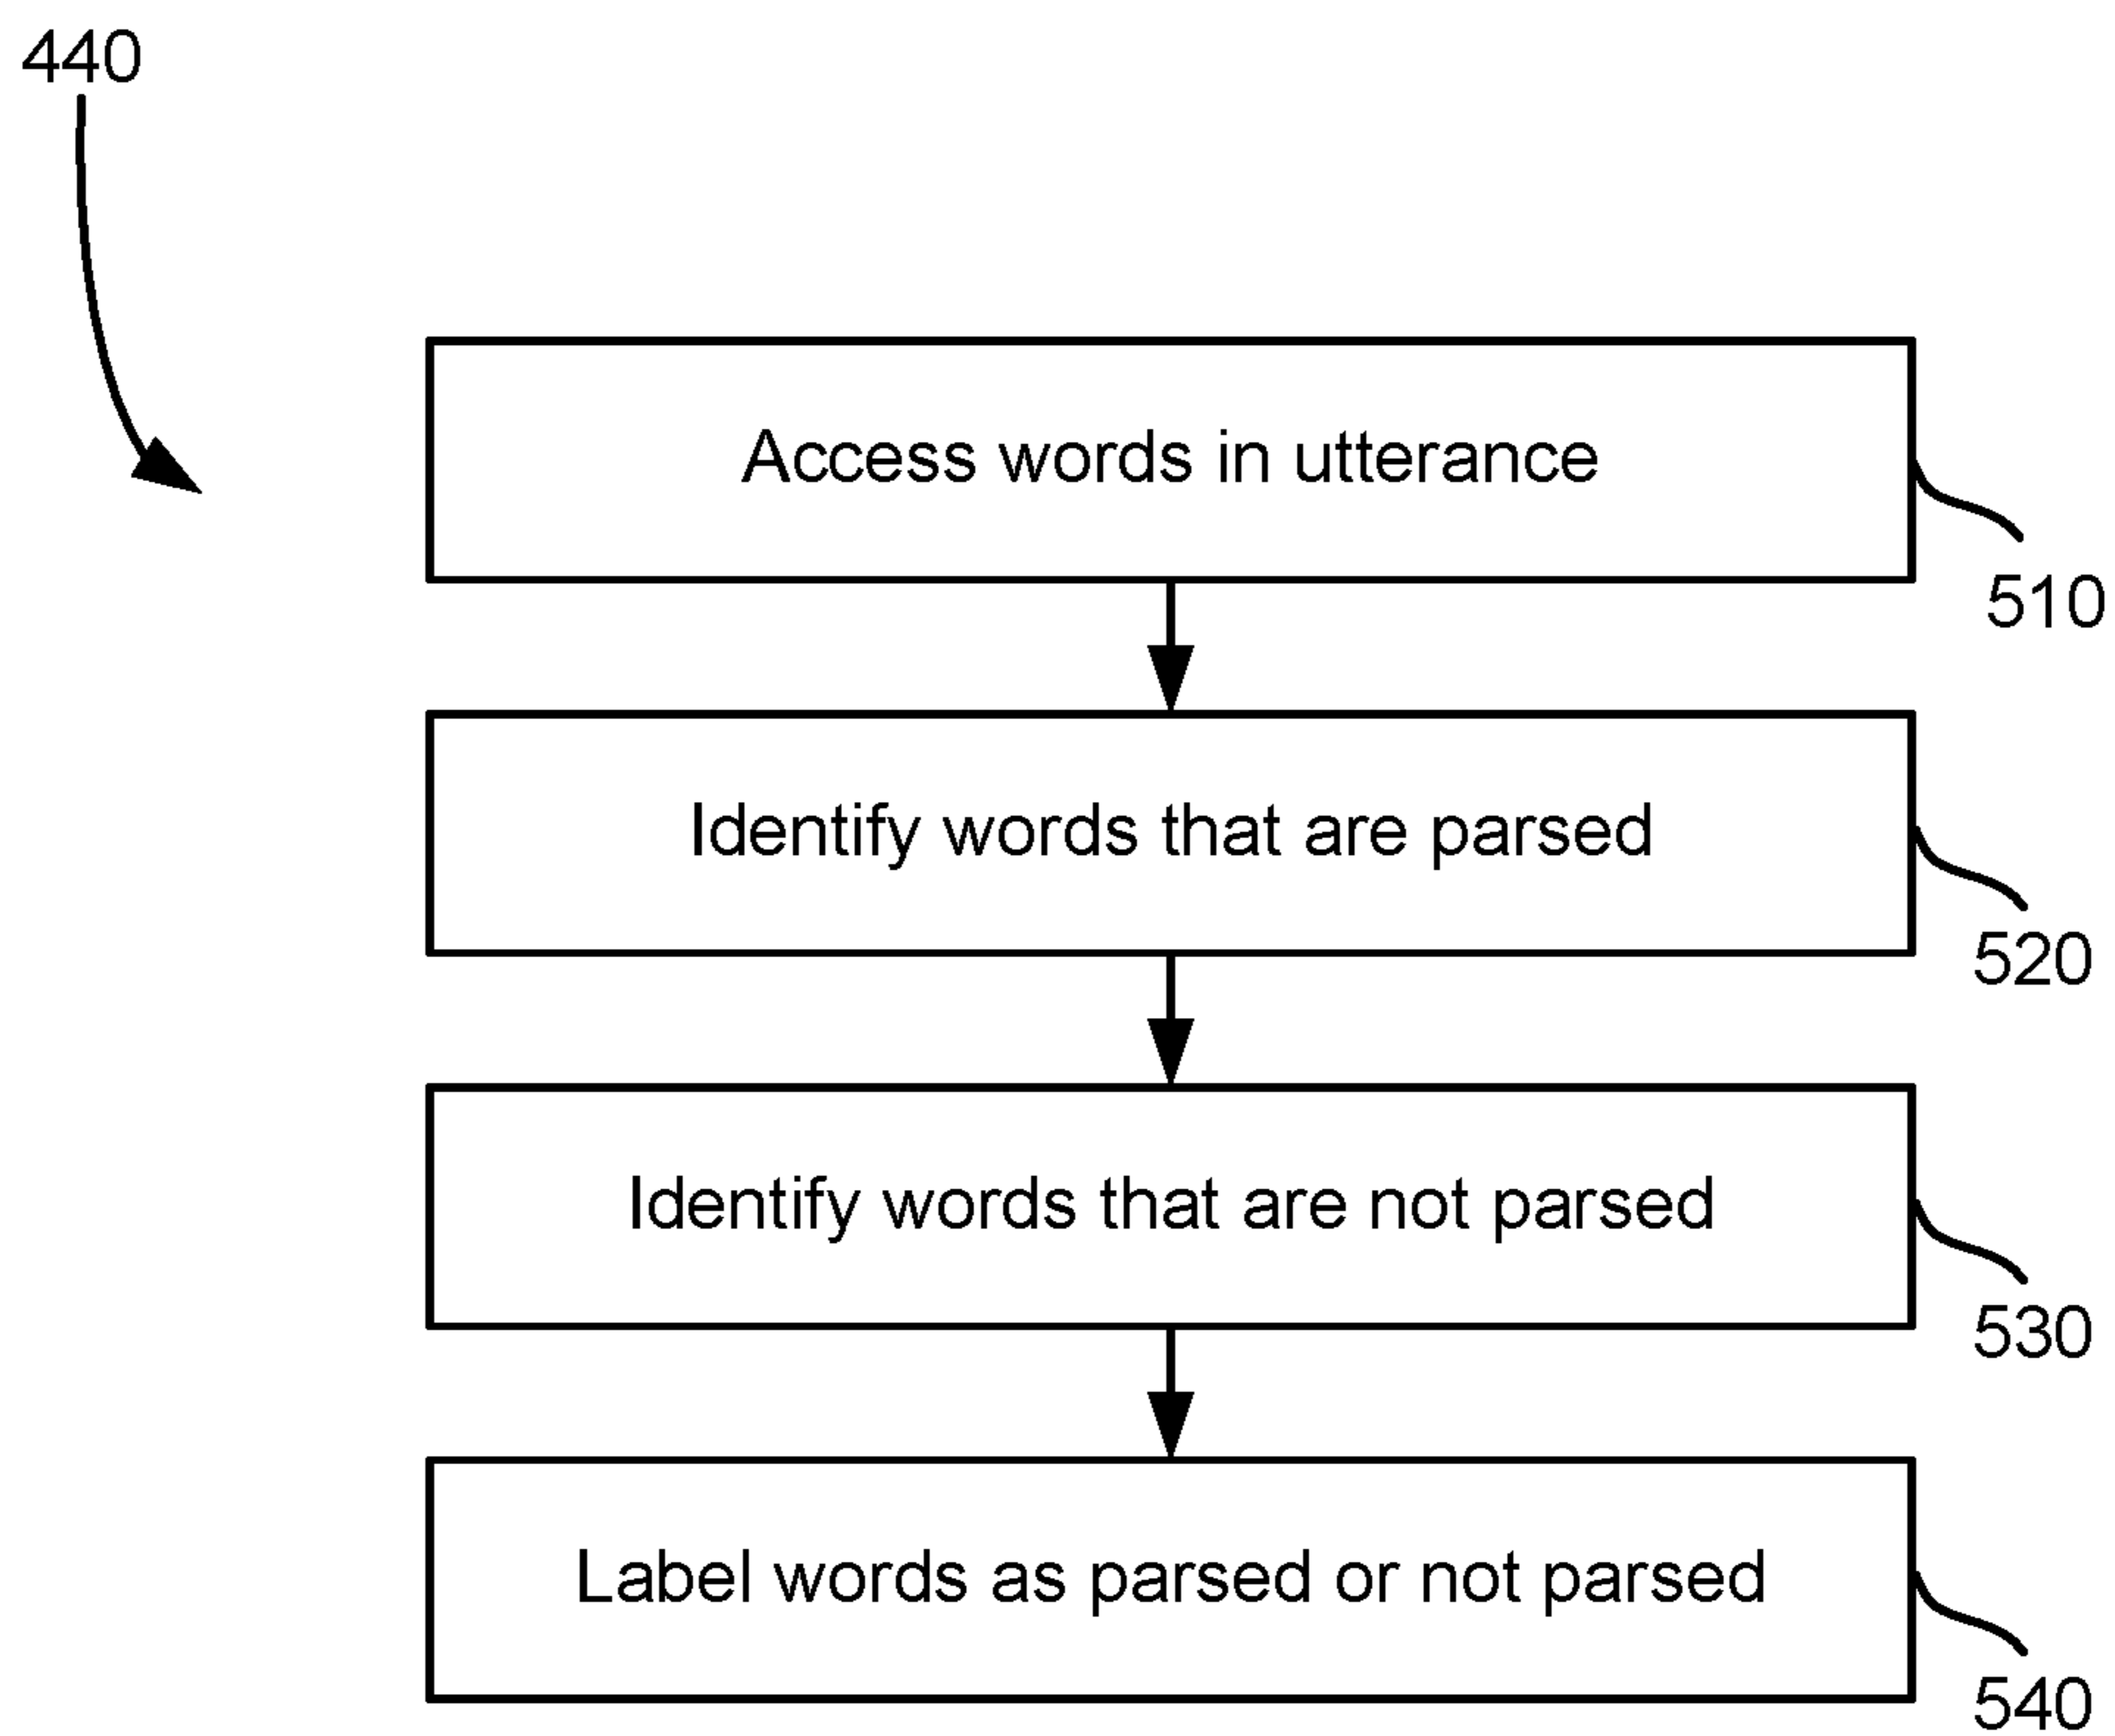 440
Access words in utterance
510
Identify words that are parsed
520
Identify words that are not parsed
530
Label words as parsed or not parsed
540